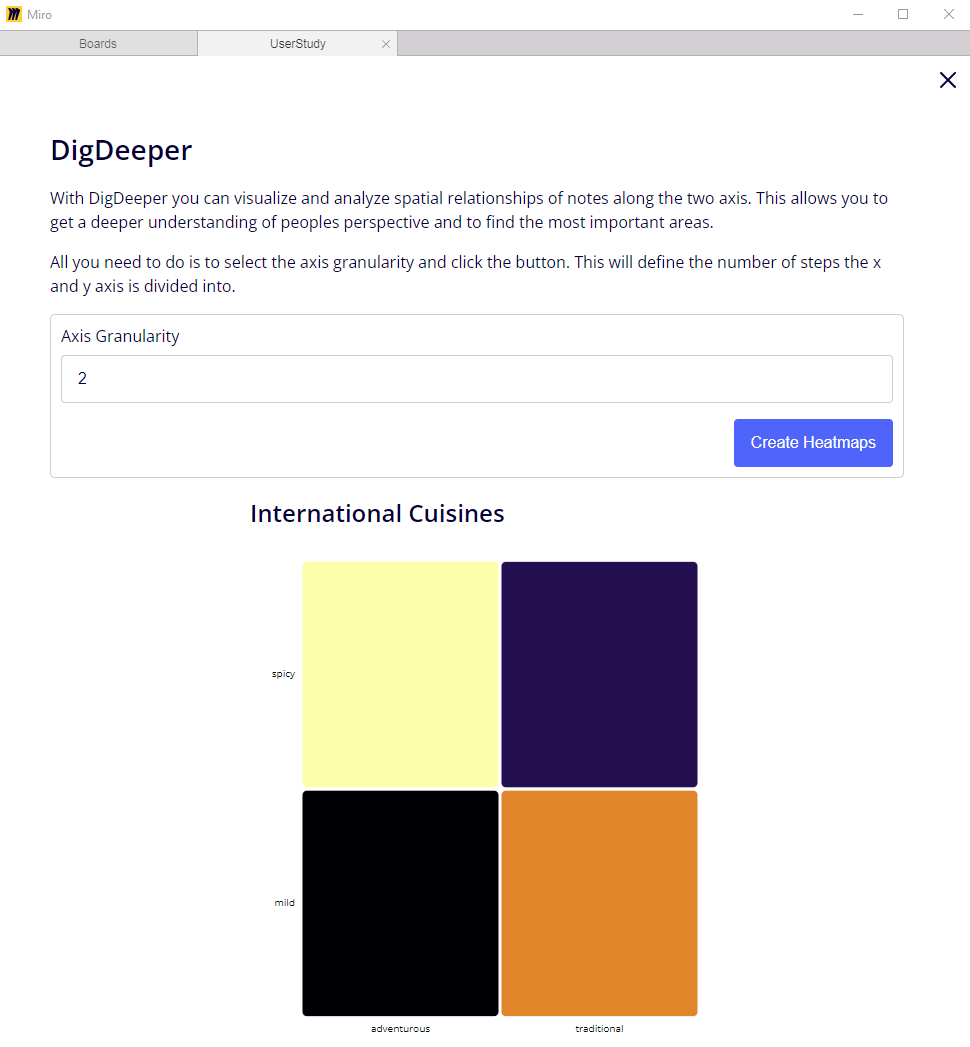 Miro
Boards
UserStudy
DigDeeper
With DigDeeper you can visualize and analyze spatial relationships of notes along the two axis. This allows you to
get a deeper understanding of peoples perspective and to find the most important areas.
All you need to do is to select the axis granularity and click the button. This will define the number of steps the x
and y axis is divided into.
Axis Granularity
2
Create Heatmaps
International Cuisines
spicy
mild
adventurous
traditional